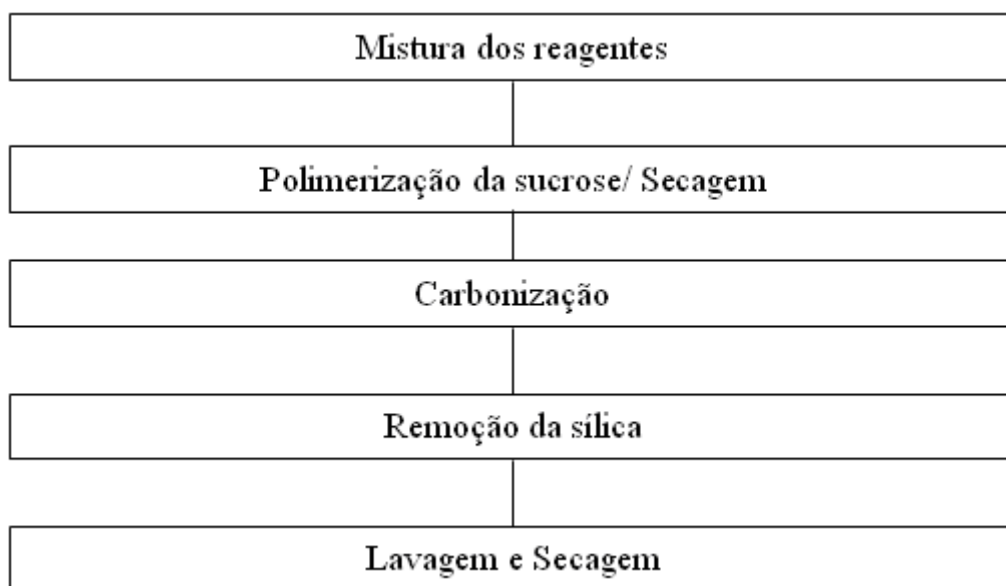 Mistura dos reagentes
Polimerização da sucrose/ Secagem
Carbonização
Remoção da sílica
Lavagem e Secagem